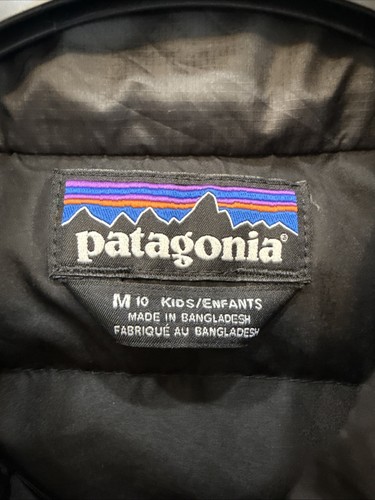 patagonia®
M 10 KIDS/ENFANTS
MADE IN BANGLADESH
FABRIQUÉ AU BANGLADESH